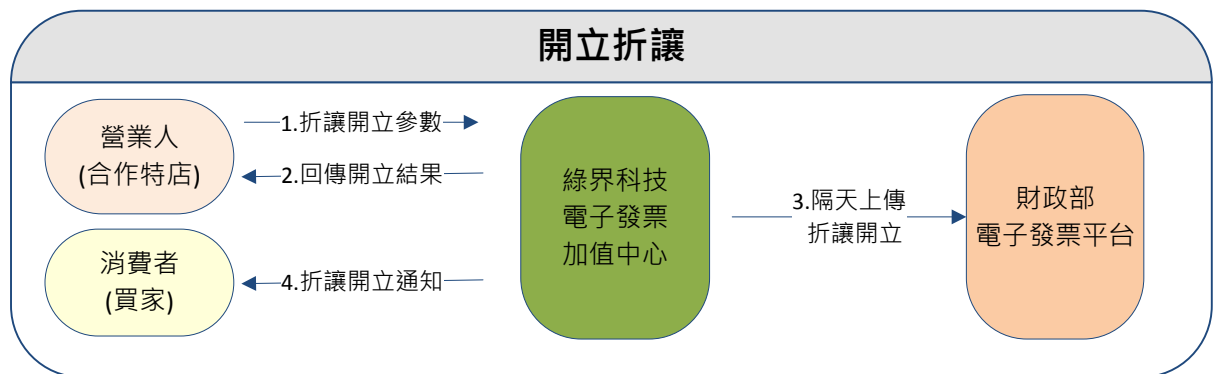 開立折讓
營業人
(合作特店)
1.折讓開立參數
2.回傳開立結果
消費者
(買家)
4.折讓開立通知
綠界科技
電子發票
加值中心
3.隔天上傳
折讓開立
財政部
電子發票平台